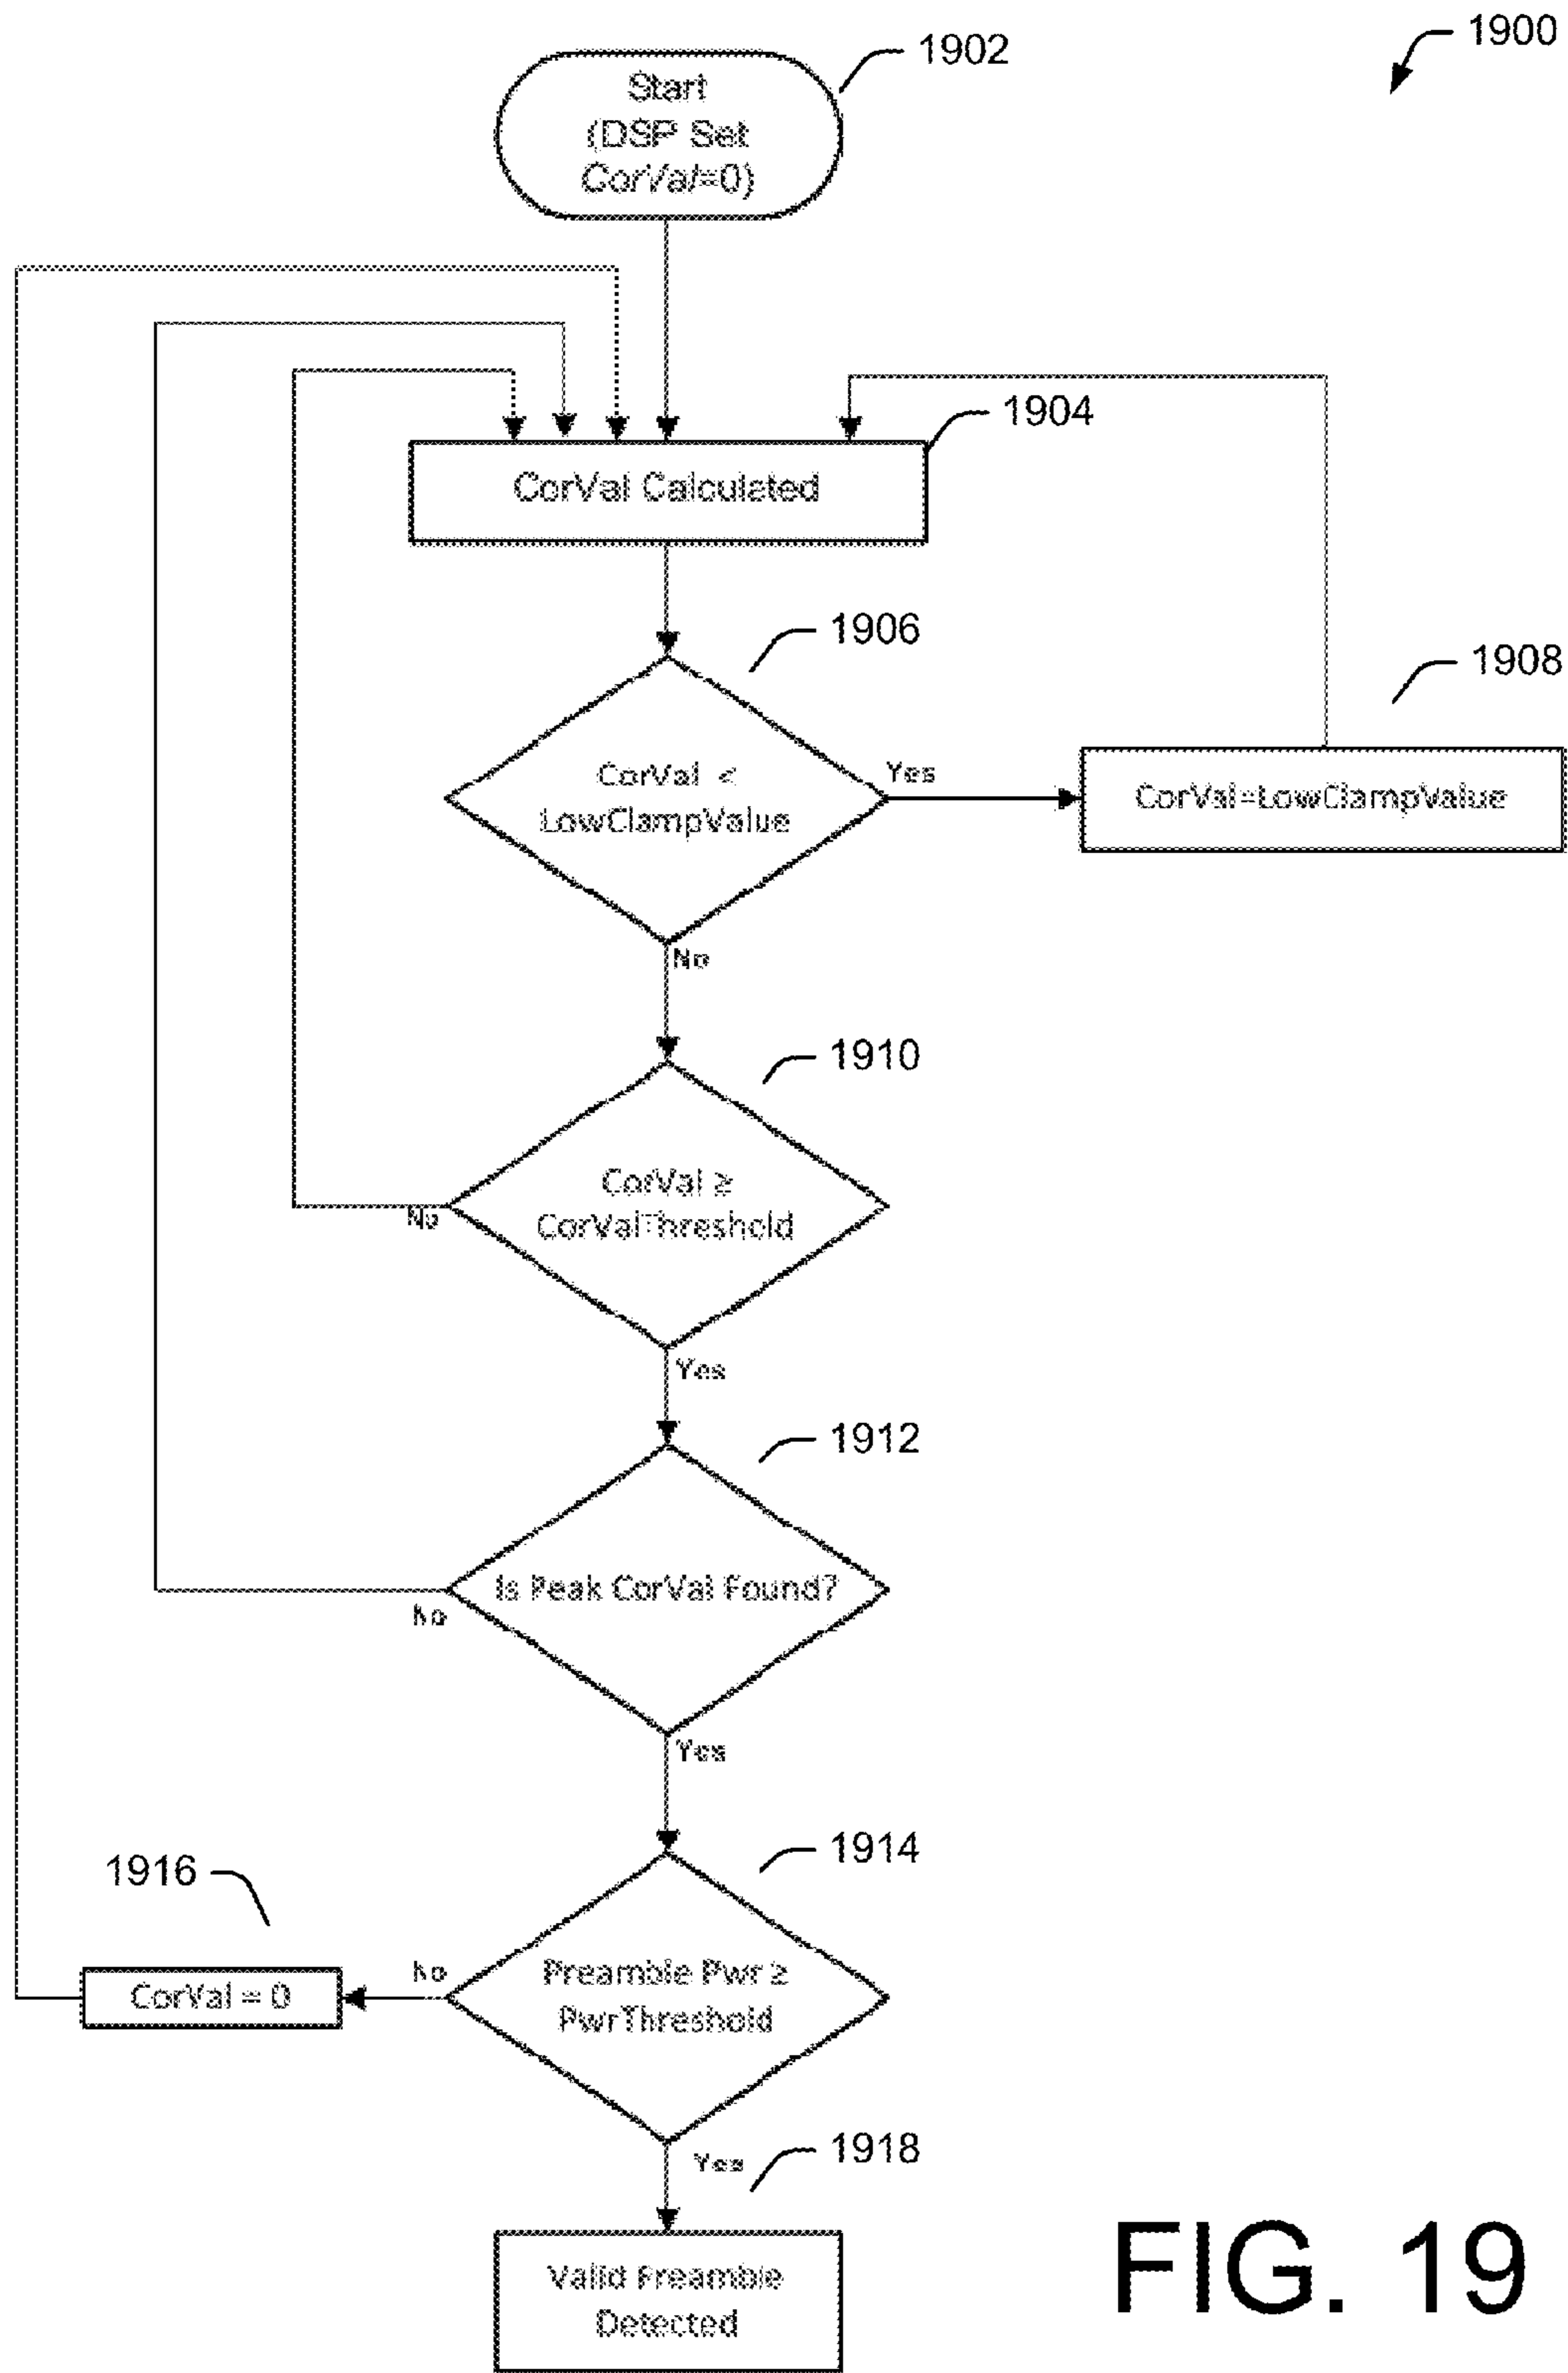 1900
1902
Start
(DSP Set
CorVal=0)
1904
CorVal Calculated
1906
1908
CorVal <
LowClampValue
Yes
CorVal=LowClampValue
No
1910
CorVal ≥
CorValThreshold
No
Yes
1912
Is Peak CorVal Found?
No
Yes
1914
1916
Preamble Pwr ≥
PwrThreshold
No
CorVal = 0
Yes
1918
Valid Preamble
Detected
FIG. 19